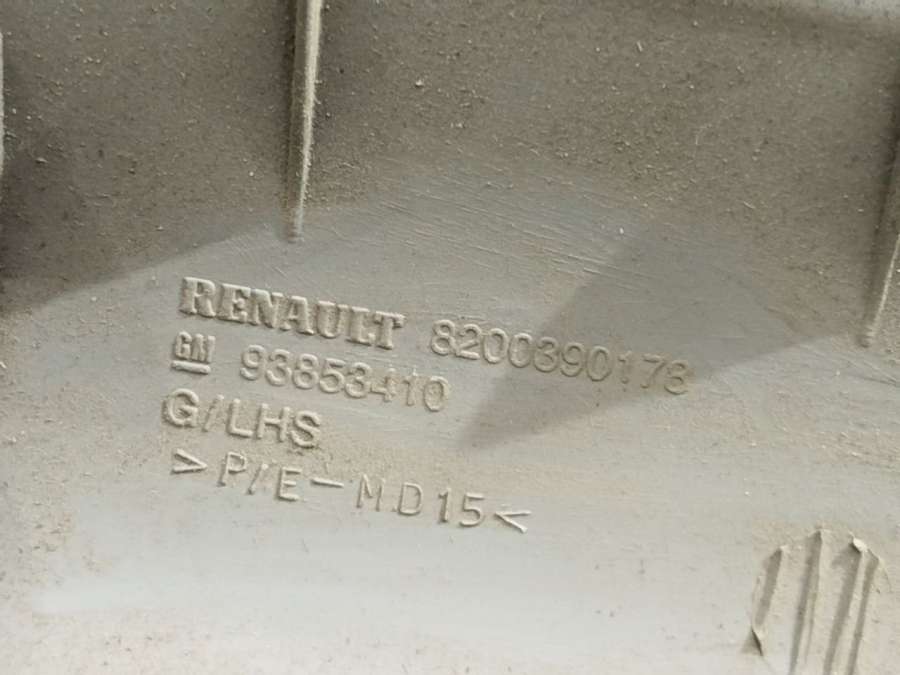 RENAULT 8200390178
GM 93853410
G/LHS
>P/E-MD15<